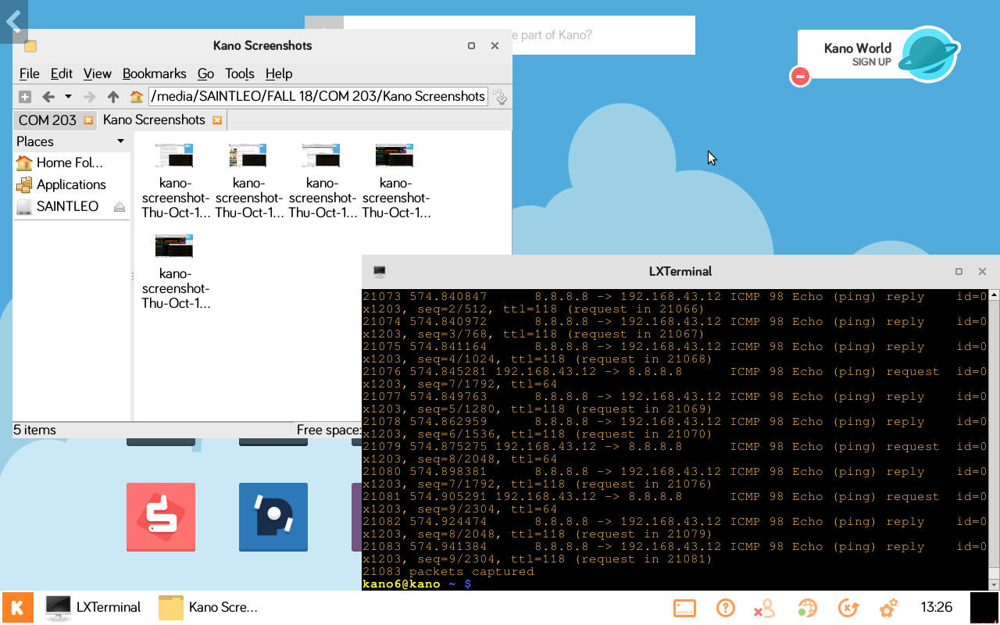 e part of Kano?
Kano World
SIGN UP
Kano Screenshots
File Edit View Bookmarks Go Tools Help
/media/SAINTLEO/FALL 18/COM 203/Kano Screenshots
COM 203 Kano Screenshots
Places
Home Fol...
Applications
SAINTLEO
kano-
screenshot-
Thu-Oct-1...
kano-
screenshot-
Thu-Oct-1...
kano-
screenshot-
Thu-Oct-1...
kano-
screenshot-
Thu-Oct-1...
kano-
screenshot-
Thu-Oct-1...
5 items Free space:
LXTerminal
21073 574.840847 8.8.8.8 -> 192.168.43.12 ICMP 98 Echo (ping) reply id=0
x1203, seq=2/512, ttl=118 (request in 21066)
21074 574.840972 8.8.8.8 -> 192.168.43.12 ICMP 98 Echo (ping) reply id=0
x1203, seq=3/768, ttl=118 (request in 21067)
21075 574.841164 8.8.8.8 -> 192.168.43.12 ICMP 98 Echo (ping) reply id=0
x1203, seq=4/1024, ttl=118 (request in 21068)
21076 574.845281 192.168.43.12 -> 8.8.8.8 ICMP 98 Echo (ping) request id=0
x1203, seq=7/1792, ttl=64
21077 574.849763 8.8.8.8 -> 192.168.43.12 ICMP 98 Echo (ping) reply id=0
x1203, seq=5/1280, ttl=118 (request in 21069)
21078 574.862959 8.8.8.8 -> 192.168.43.12 ICMP 98 Echo (ping) reply id=0
x1203, seq=6/1536, ttl=118 (request in 21070)
21079 574.875275 192.168.43.12 -> 8.8.8.8 ICMP 98 Echo (ping) request id=0
x1203, seq=8/2048, ttl=64
21080 574.898381 8.8.8.8 -> 192.168.43.12 ICMP 98 Echo (ping) reply id=0
x1203, seq=7/1792, ttl=118 (request in 21076)
21081 574.905291 192.168.43.12 -> 8.8.8.8 ICMP 98 Echo (ping) request id=0
x1203, seq=9/2304, ttl=64
21082 574.924474 8.8.8.8 -> 192.168.43.12 ICMP 98 Echo (ping) reply id=0
x1203, seq=8/2048, ttl=118 (request in 21079)
21083 574.941384 8.8.8.8 -> 192.168.43.12 ICMP 98 Echo (ping) reply id=0
x1203, seq=9/2304, ttl=118 (request in 21081)
21083 packets captured
kano6@kano ~ $
K LXTerminal Kano Scre... 13:26